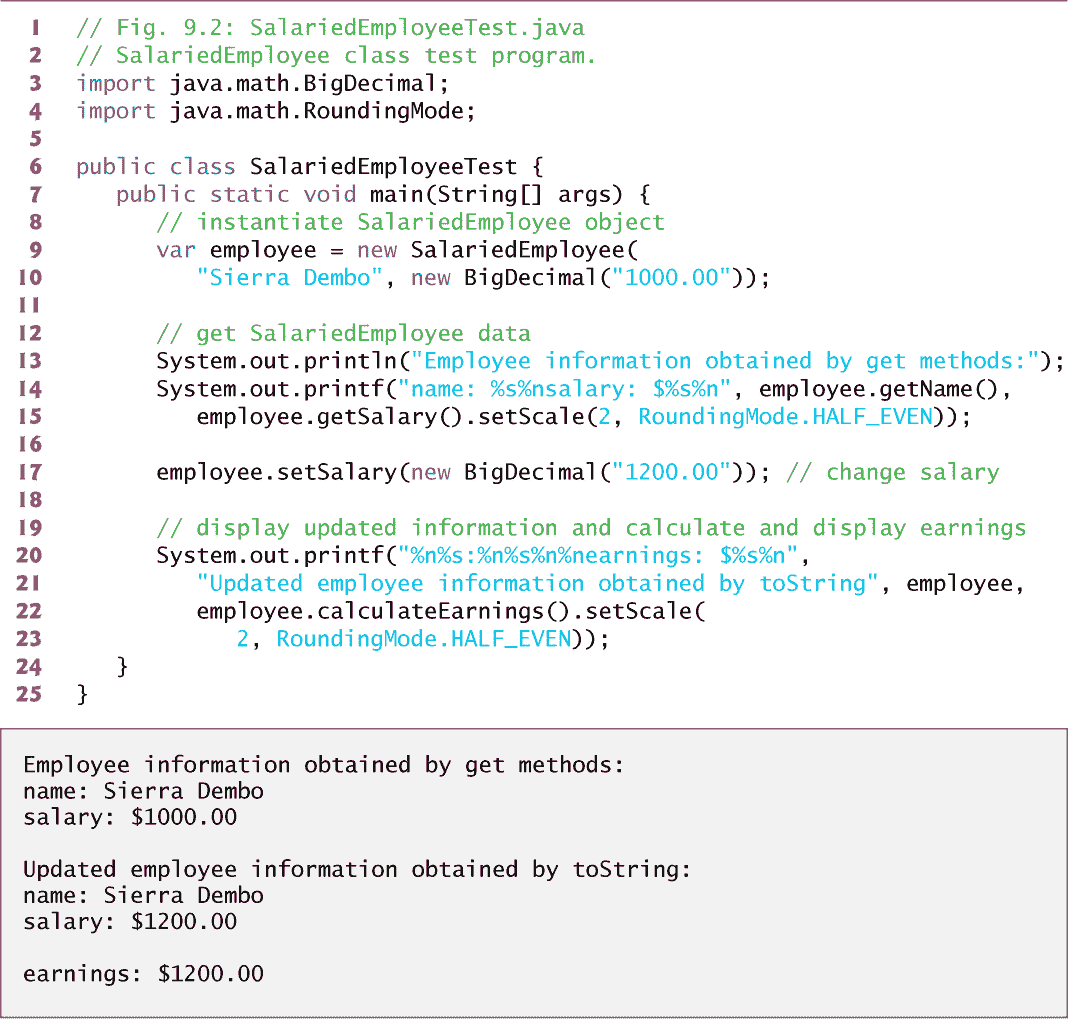 1 // Fig. 9.2: SalariedEmployeeTest.java
2 // SalariedEmployee class test program.
3 import java.math.BigDecimal;
4 import java.math.RoundingMode;
5
6 public class SalariedEmployeeTest {
7    public static void main(String[] args) {
8       // instantiate SalariedEmployee object
9       var employee = new SalariedEmployee(
10         "Sierra Dembo", new BigDecimal("1000.00"));
11
12      // get SalariedEmployee data
13      System.out.println("Employee information obtained by get methods:");
14      System.out.printf("name: %s%nsalary: $%s%n", employee.getName(),
15         employee.getSalary().setScale(2, RoundingMode.HALF_EVEN));
16
17      employee.setSalary(new BigDecimal("1200.00")); // change salary
18
19      // display updated information and calculate and display earnings
20      System.out.printf("%n%s:%n%s%n%nearnings: $%s%n",
21         "Updated employee information obtained by toString", employee,
22         employee.calculateEarnings().setScale(
23            2, RoundingMode.HALF_EVEN));
24   }
25 }
Employee information obtained by get methods:
name: Sierra Dembo
salary: $1000.00

Updated employee information obtained by toString:
name: Sierra Dembo
salary: $1200.00

earnings: $1200.00